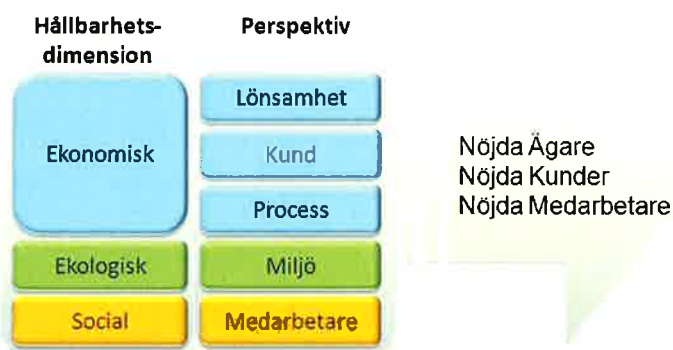 Hållbarhets-
dimension
Perspektiv
Ekonomisk
Lönsamhet
Kund
Process
Ekologisk
Miljö
Social
Medarbetare
Nöjda Ägare
Nöjda Kunder
Nöjda Medarbetare